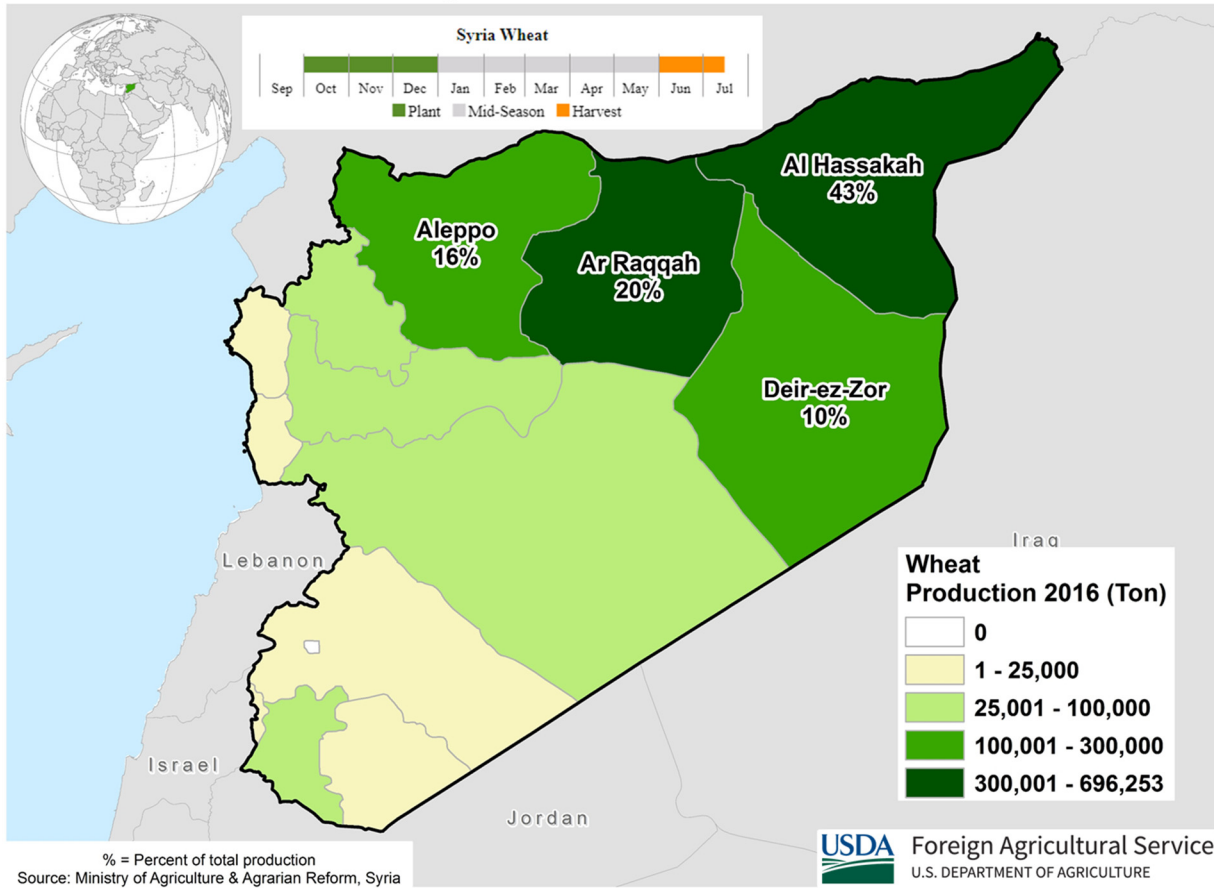 Syria Wheat
Sep Oct Nov Dec Jan Feb Mar Apr May Jun Jul
Plant Mid-Season Harvest
Al Hassakah
43%
Aleppo
16%
Ar Raqqah
20%
Deir-ez-Zor
10%
Lebanon
Iraq
Israel
Jordan
Wheat
Production 2016 (Ton)
0
1 - 25,000
25,001 - 100,000
100,001 - 300,000
300,001 - 696,253
% = Percent of total production
Source: Ministry of Agriculture & Agrarian Reform, Syria
USDA
Foreign Agricultural Service
U.S. DEPARTMENT OF AGRICULTURE